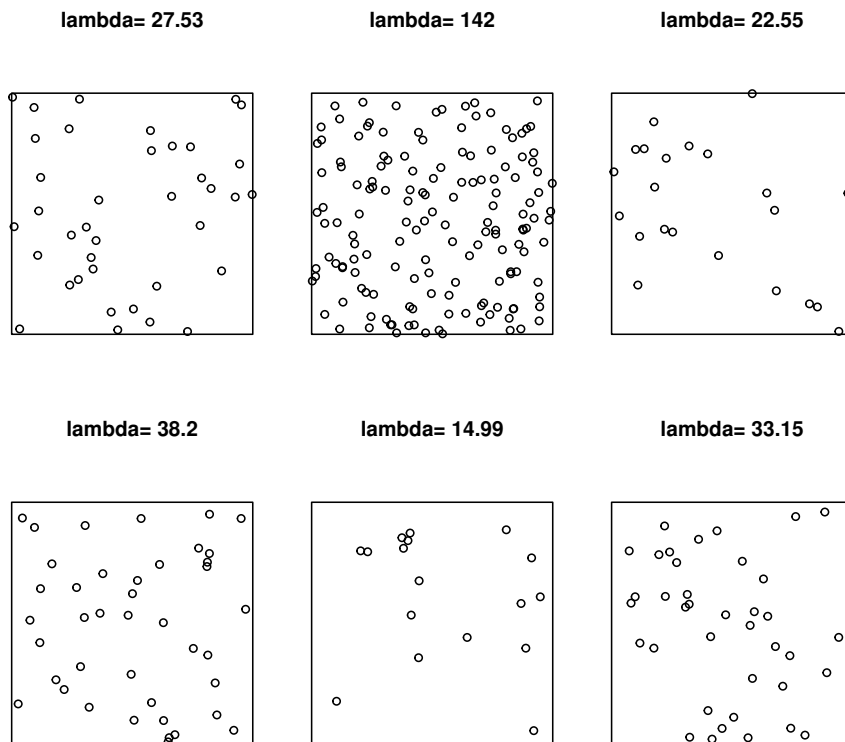 lambda= 27.53
lambda= 142
lambda= 22.55
lambda= 38.2
lambda= 14.99
lambda= 33.15